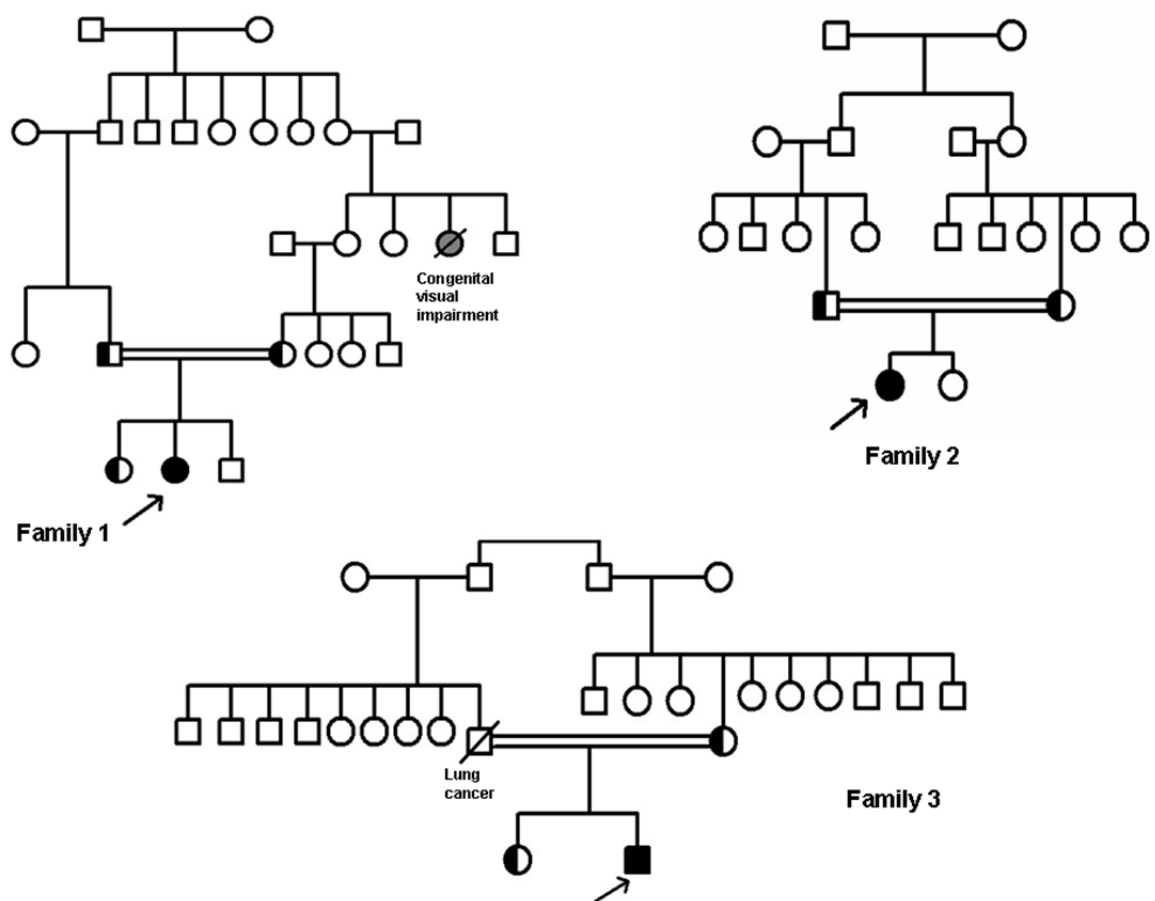 Congenital
visual
impairment
Family 1
Family 2
Lung
cancer
Family 3